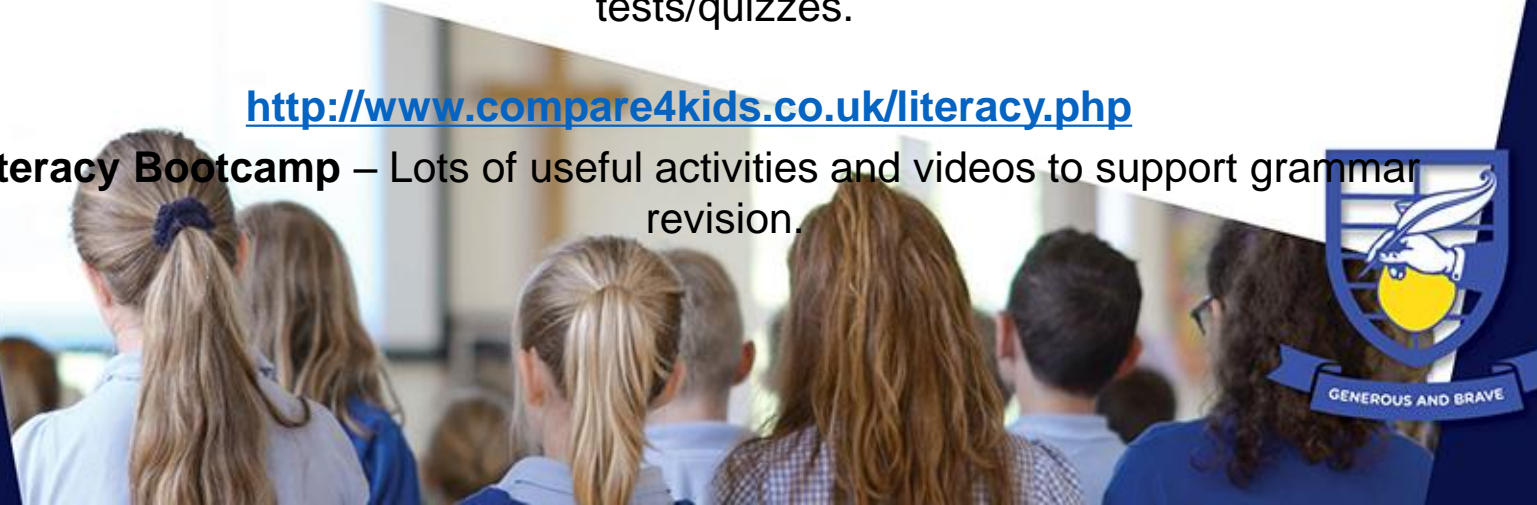 tests/quizzes.
http://www.compare4kids.co.uk/literacy.php
teracy Bootcamp – Lots of useful activities and videos to support grammar
revision.
GENEROUS AND BRAVE